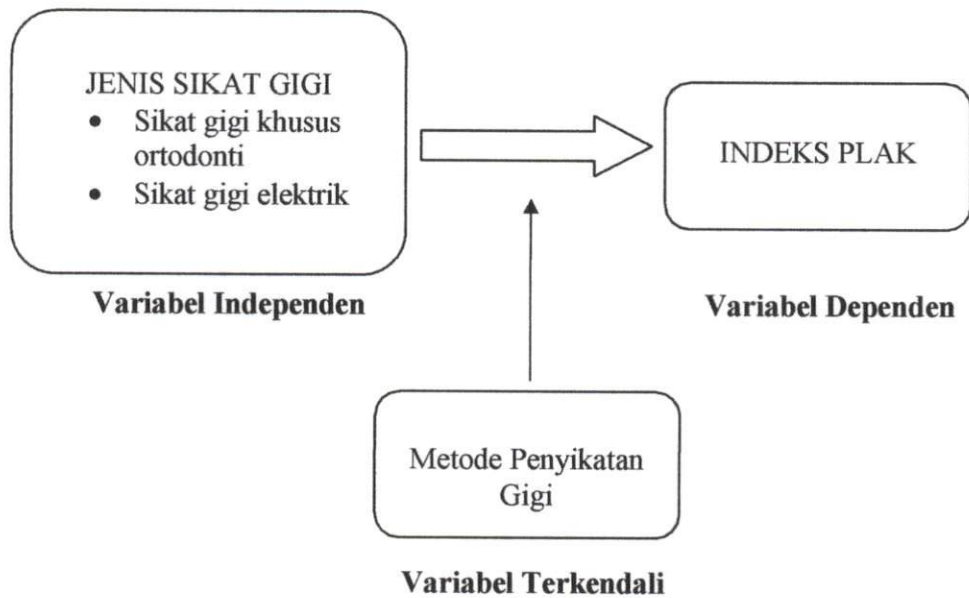 JENIS SIKAT GIGI
• Sikat gigi khusus
ortodonti
• Sikat gigi elektrik
Variabel Independen
INDEKS PLAK
Variabel Dependen
Metode Penyikatan
Gigi
Variabel Terkendali